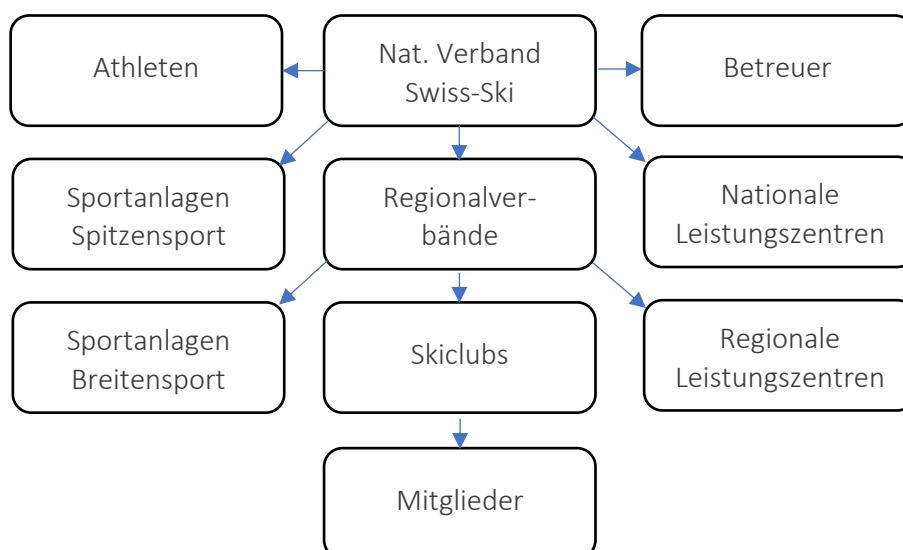 Athleten
Nat. Verband
Swiss-Ski
Betreuer
Sportanlagen
Spitzensport
Regionalver-
bände
Nationale
Leistungszentren
Sportanlagen
Breitensport
Skiclubs
Regionale
Leistungszentren
Mitglieder